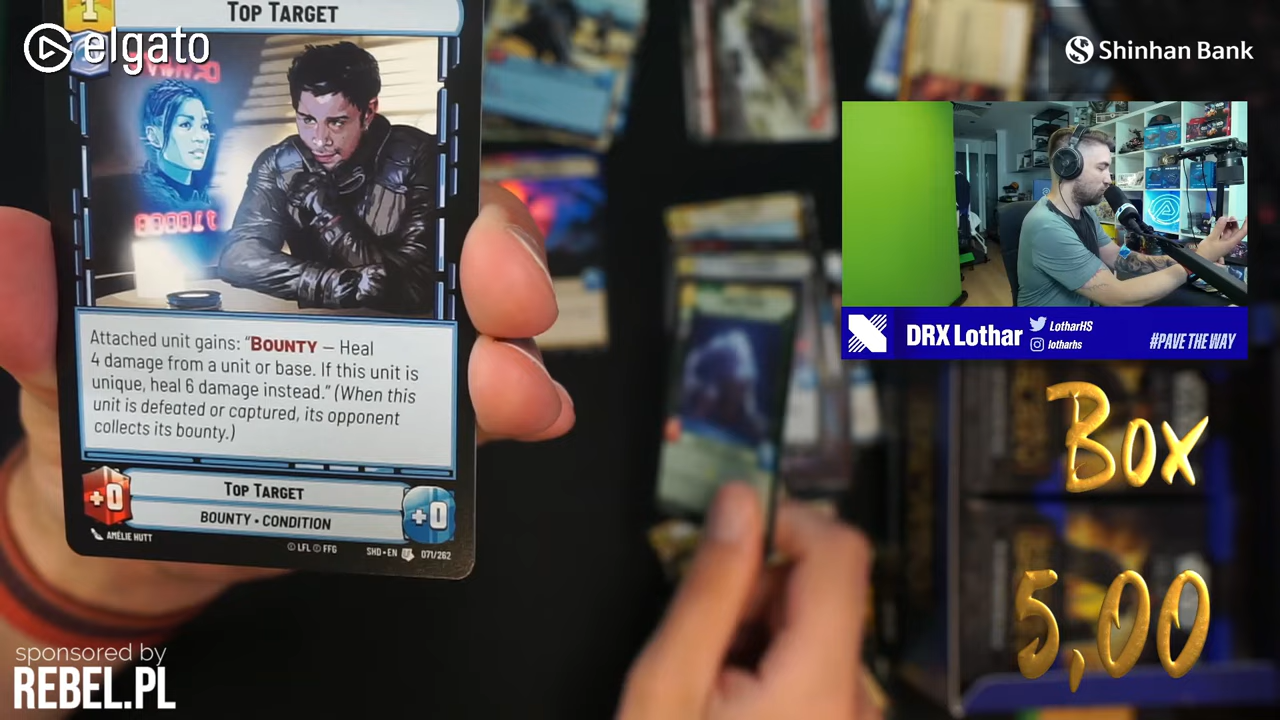 1
TOP TARGET
elgato
Shinhan Bank
Attached unit gains: "BOUNTY – Heal
4 damage from a unit or base. If this unit is
unique, heal 6 damage instead." (When this
unit is defeated or captured, its opponent
collects its bounty.)
+0
TOP TARGET
BOUNTY • CONDITION
+0
AMÉLIE HUTT
© LFL © FFG
SHD • EN
071/262
DRX Lothar
LotharHS
lotharhs
#PAVE THE WAY
Box
5,00
sponsored by
REBEL.PL